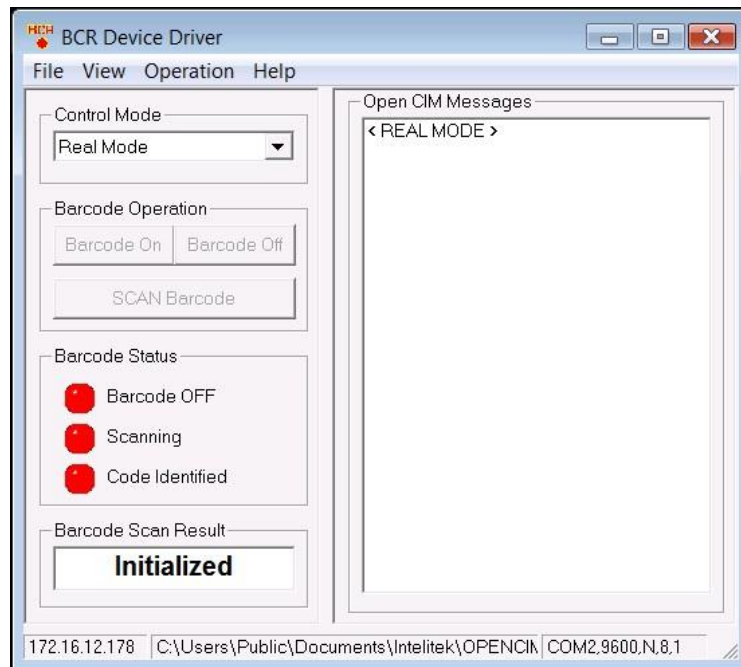 BCR Device Driver
File View Operation Help
Control Mode
Real Mode
Barcode Operation
Barcode On Barcode Off
SCAN Barcode
Barcode Status
Barcode OFF
Scanning
Code Identified
Barcode Scan Result
Initialized
Open CIM Messages
< REAL MODE >
172.16.12.178 C:\Users\Public\Documents\Intelitek\OPENCIM COM2,9600,N,8,1